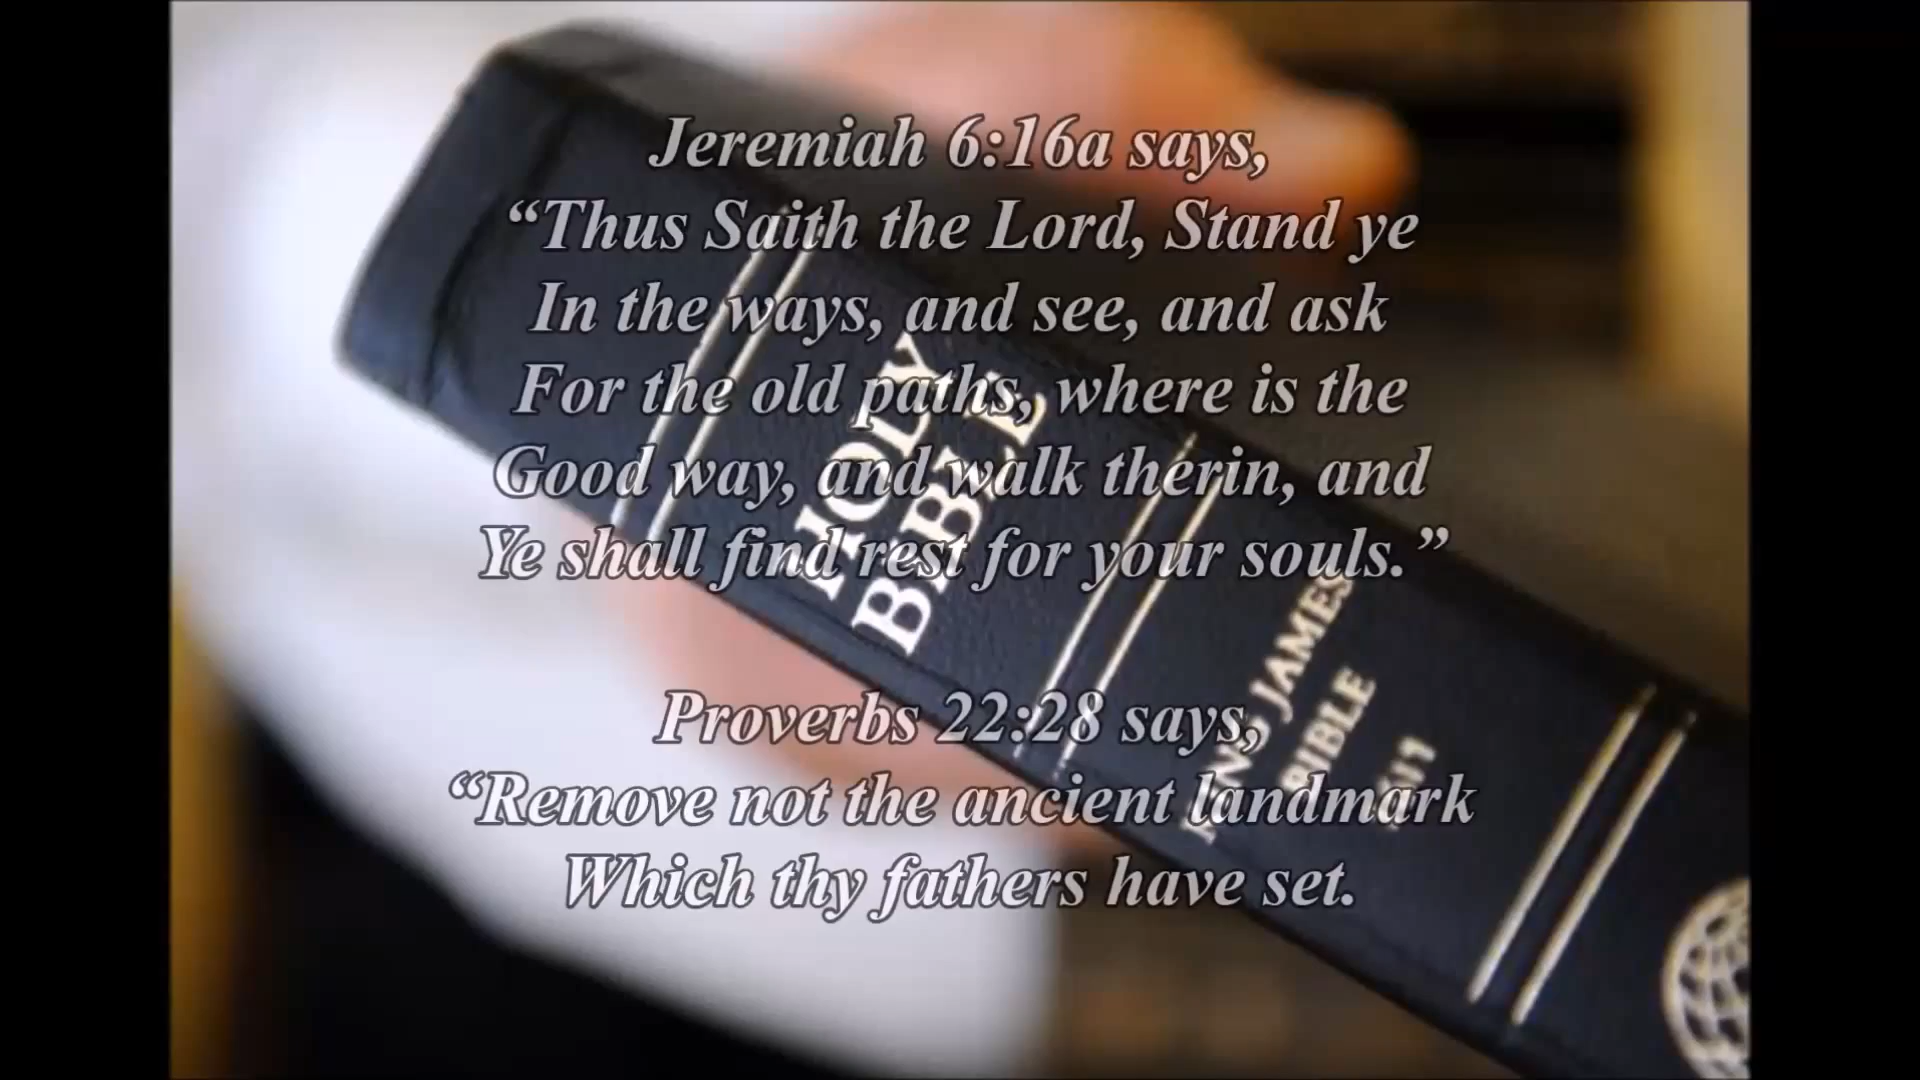 Jeremiah 6:16a says,
“Thus Saith the Lord, Stand ye
In the ways, and see, and ask
For the old paths, where is the
Good way, and walk therin, and
Ye shall find rest for your souls.”
Proverbs 22:28 says,
“Remove not the ancient landmark
Which thy fathers have set.
HOLY
BIBLE
KING JAMES
BIBLE
1611